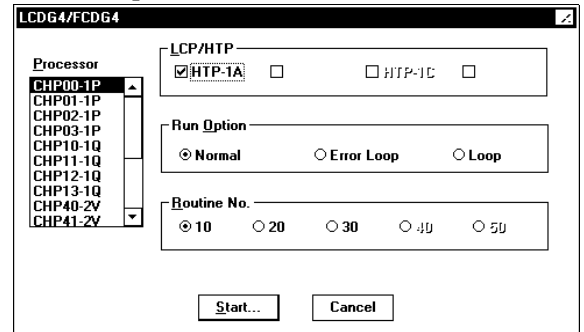 LCDG4/FCDG4
Processor
CHP00-1P
CHP01-1P
CHP02-1P
CHP03-1P
CHP10-1Q
CHP11-1Q
CHP12-1Q
CHP13-1Q
CHP40-2V
CHP41-2V
LCP/HTP
HTP-1A HTP-1C
Run Option
Normal Error Loop Loop
Routine No.
10 20 30 40 50
Start... Cancel